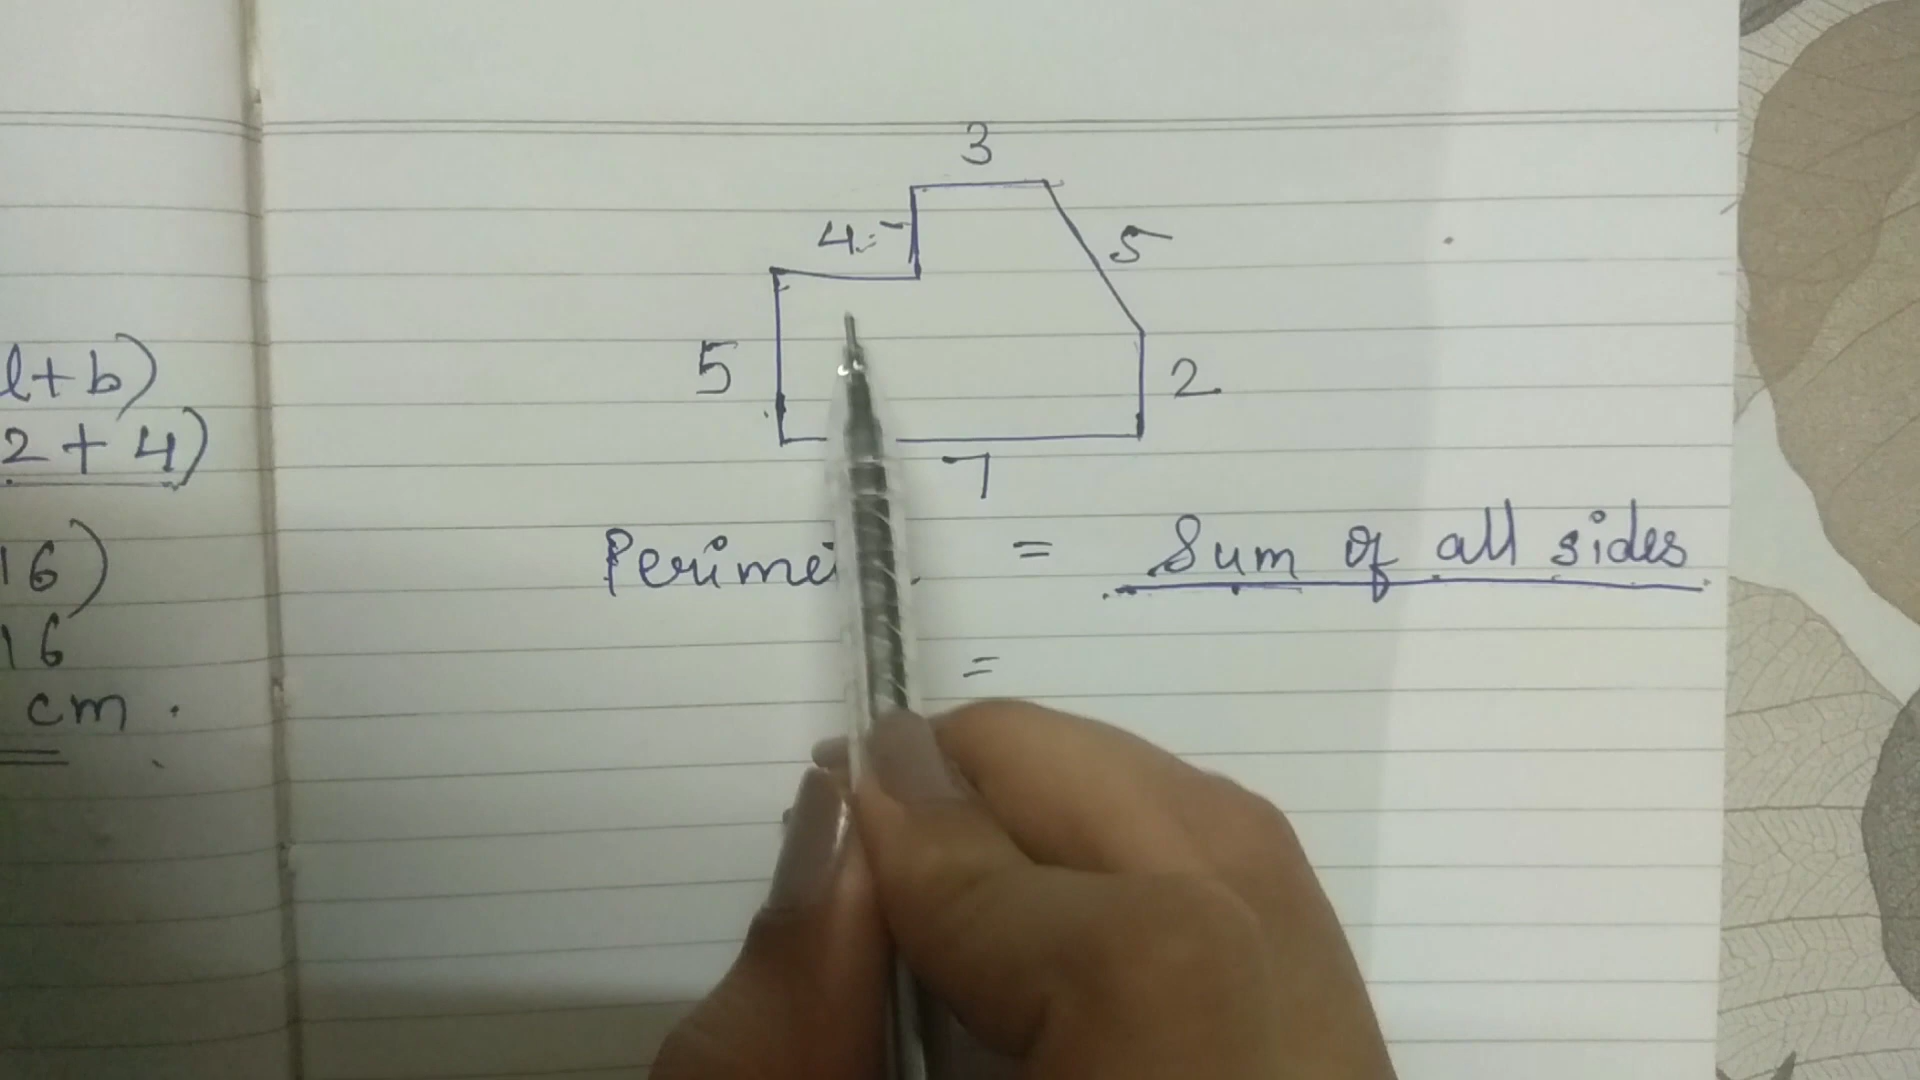 l+b)
2 + 4)
16)
16
cm.
3
4
5
5
2
7
= Sum of all sides
=